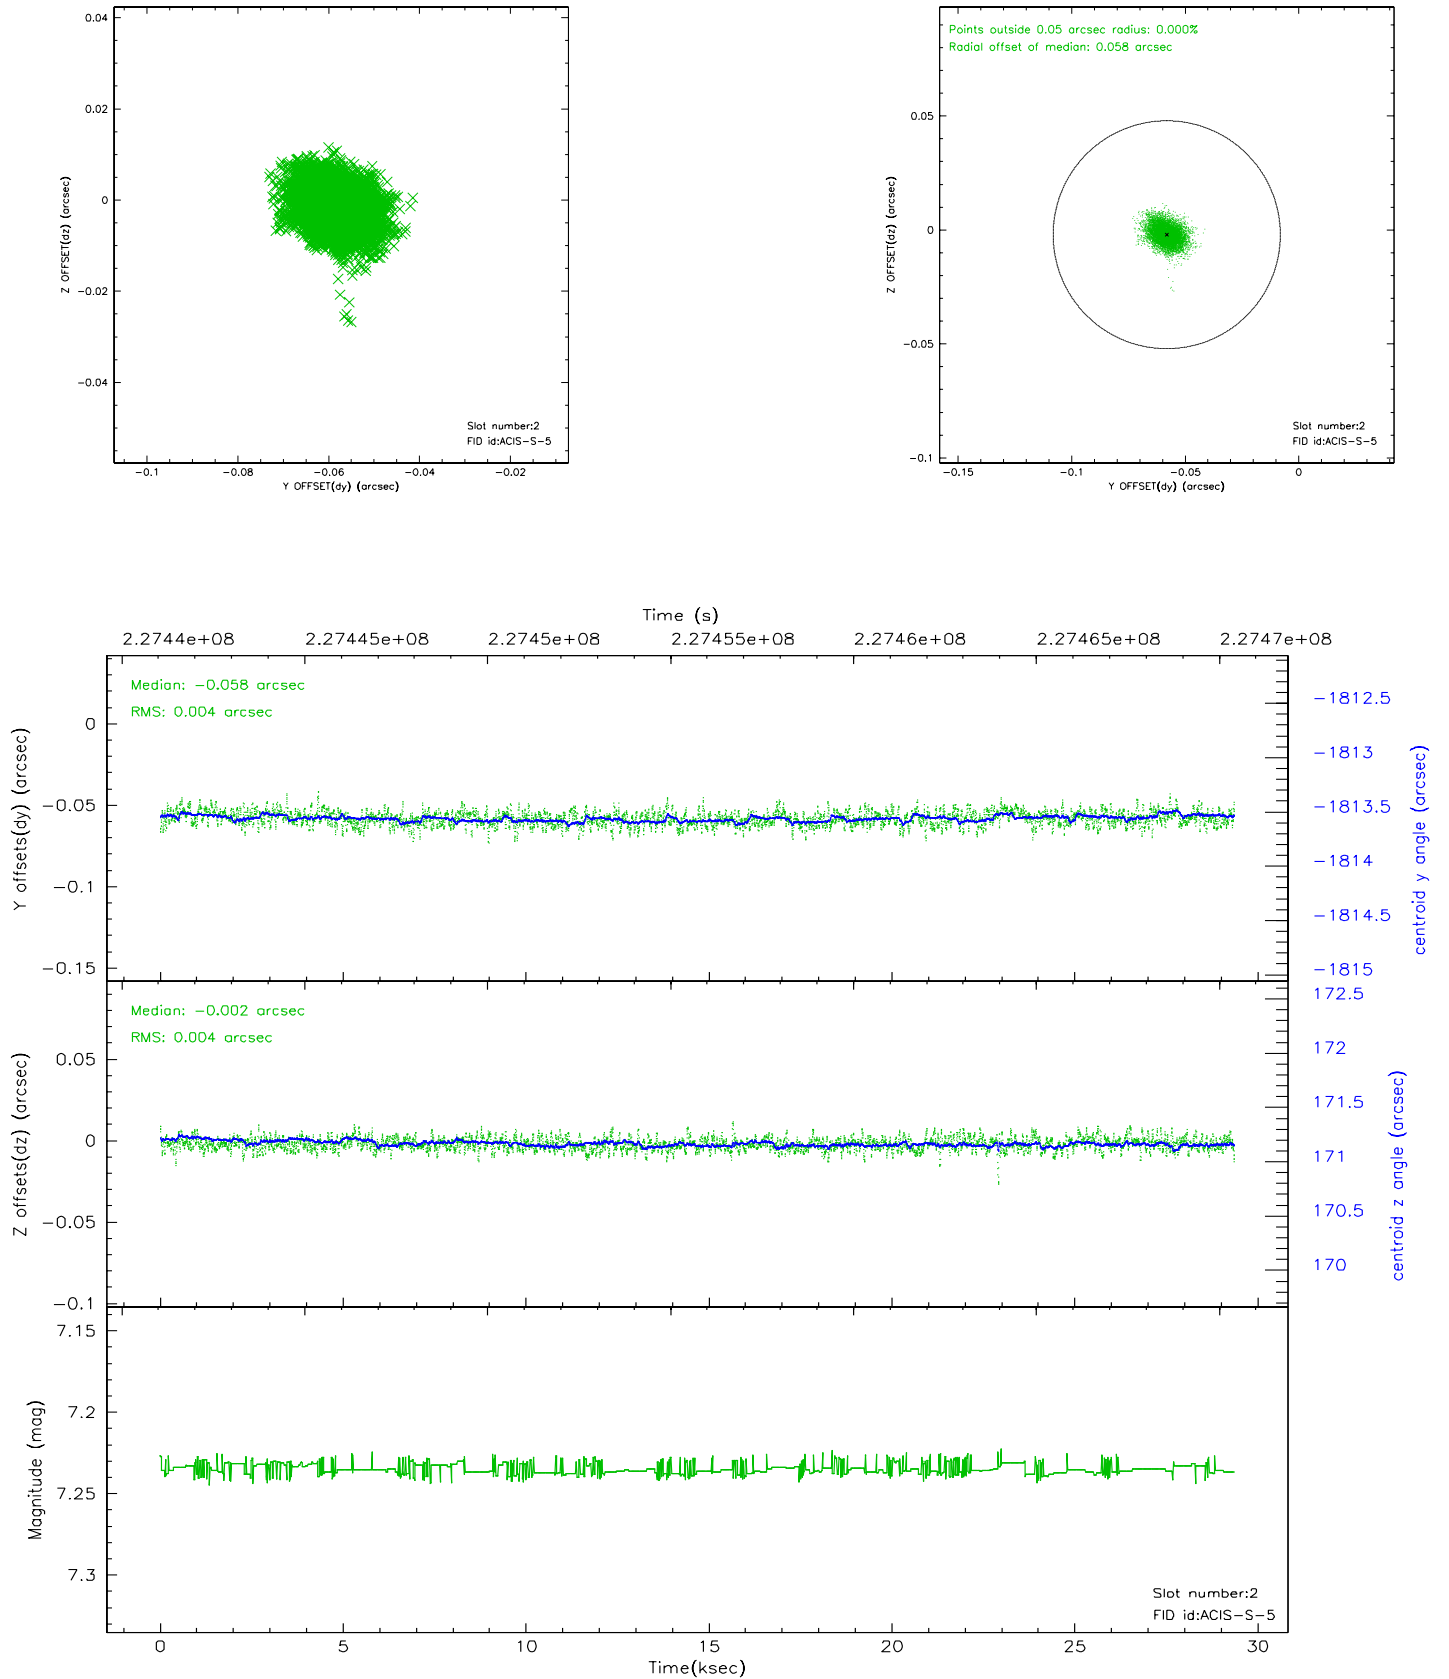 0.04
0.02
0
-0.02
-0.04
Z OFFSET(dz) (arcsec)
Slot number:2
FID id:ACIS-S-5
-0.1 -0.08 -0.06 -0.04 -0.02
Y OFFSET(dy) (arcsec)
Points outside 0.05 arcsec radius: 0.000%
Radial offset of median: 0.058 arcsec
0.05
0
-0.05
-0.1
Z OFFSET(dz) (arcsec)
Slot number:2
FID id:ACIS-S-5
-0.15 -0.1 -0.05 0
Y OFFSET(dy) (arcsec)
Time (s)
2.2744e+08 2.27445e+08 2.2745e+08 2.27455e+08 2.2746e+08 2.27465e+08 2.2747e+08
Median: -0.058 arcsec
RMS: 0.004 arcsec
0
-0.05
-0.1
-0.15
Y offsets(dy) (arcsec)
-1812.5
-1813
-1813.5
-1814
-1814.5
-1815
centroid y angle (arcsec)
Median: -0.002 arcsec
RMS: 0.004 arcsec
0.05
0
-0.05
-0.1
Z offsets(dz) (arcsec)
172.5
172
171.5
171
170.5
170
centroid z angle (arcsec)
7.15
7.2
7.25
7.3
Magnitude (mag)
Slot number:2
FID id:ACIS-S-5
0 5 10 15 20 25 30
Time(ksec)